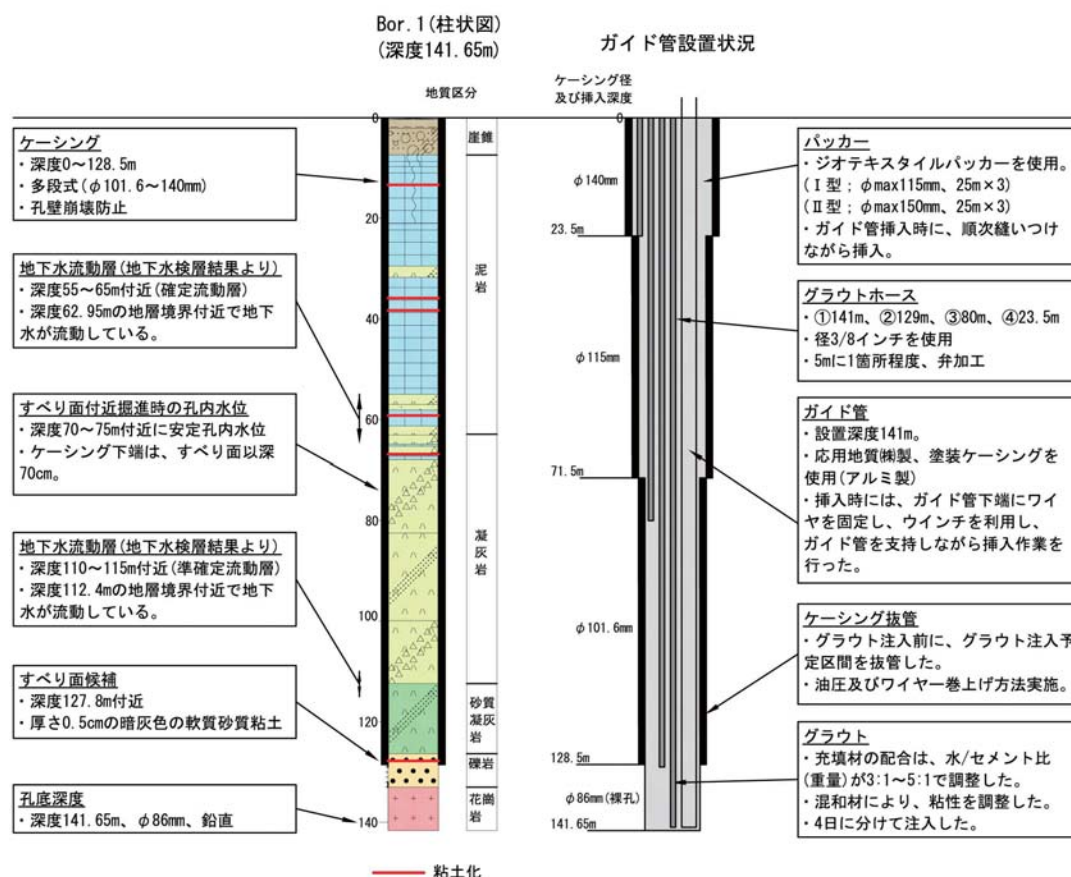 Bor.1(柱状図)
(深度141.65m)
地質区分
ケーシング
・深度0～128.5m
・多段式(φ101.6～140mm)
・孔壁崩壊防止
地下水流動層(地下水検層結果より)
・深度55～65m付近(確定流動層)
・深度62.95mの地層境界付近で地下
水が流動している。
すべり面付近掘進時の孔内水位
・深度70～75m付近に安定孔内水位
・ケーシング下端は、すべり面以深
70cm。
地下水流動層(地下水検層結果より)
・深度110～115m付近(準確定流動層)
・深度112.4mの地層境界付近で地下
水が流動している。
すべり面候補
・深度127.8m付近
・厚さ0.5cmの暗灰色の軟質砂質粘土
孔底深度
・深度141.65m、φ86mm、鉛直
0
20
40
60
80
100
120
140
崖錐
泥岩
凝灰岩
砂質
凝灰
岩
礫岩
花崗
岩
粘土化
ガイド管設置状況
ケーシング径
及び挿入深度
0
φ140mm
23.5m
φ115mm
71.5m
φ101.6mm
128.5m
φ86mm(裸孔)
141.65m
パッカー
・ジオテキスタイルパッカーを使用。
(Ⅰ型；φmax115mm、25m×3)
(Ⅱ型；φmax150mm、25m×3)
・ガイド管挿入時に、順次縫いつけ
ながら挿入。
グラウトホース
・①141m、②129m、③80m、④23.5m
・径3/8インチを使用
・5mに1箇所程度、弁加工
ガイド管
・設置深度141m。
・応用地質㈱製、塗装ケーシングを
使用(アルミ製)
・挿入時には、ガイド管下端にワイ
ヤを固定し、ウインチを利用し、
ガイド管を支持しながら挿入作業を
行った。
ケーシング抜管
・グラウト注入前に、グラウト注入予
定区間を抜管した。
・油圧及びワイヤー巻上げ方法実施。
グラウト
・充填材の配合は、水/セメント比
(重量)が3:1～5:1で調整した。
・混和材により、粘性を調整した。
・4日に分けて注入した。